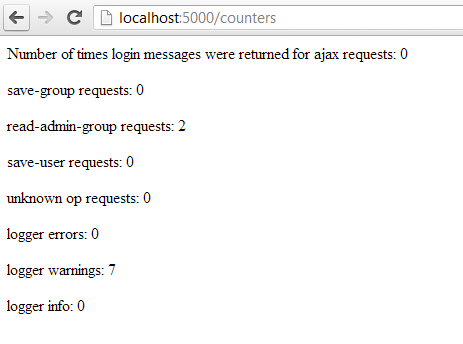 localhost:5000/counters
Number of times login messages were returned for ajax requests: 0
save-group requests: 0
read-admin-group requests: 2
save-user requests: 0
unknown op requests: 0
logger errors: 0
logger warnings: 7
logger info: 0